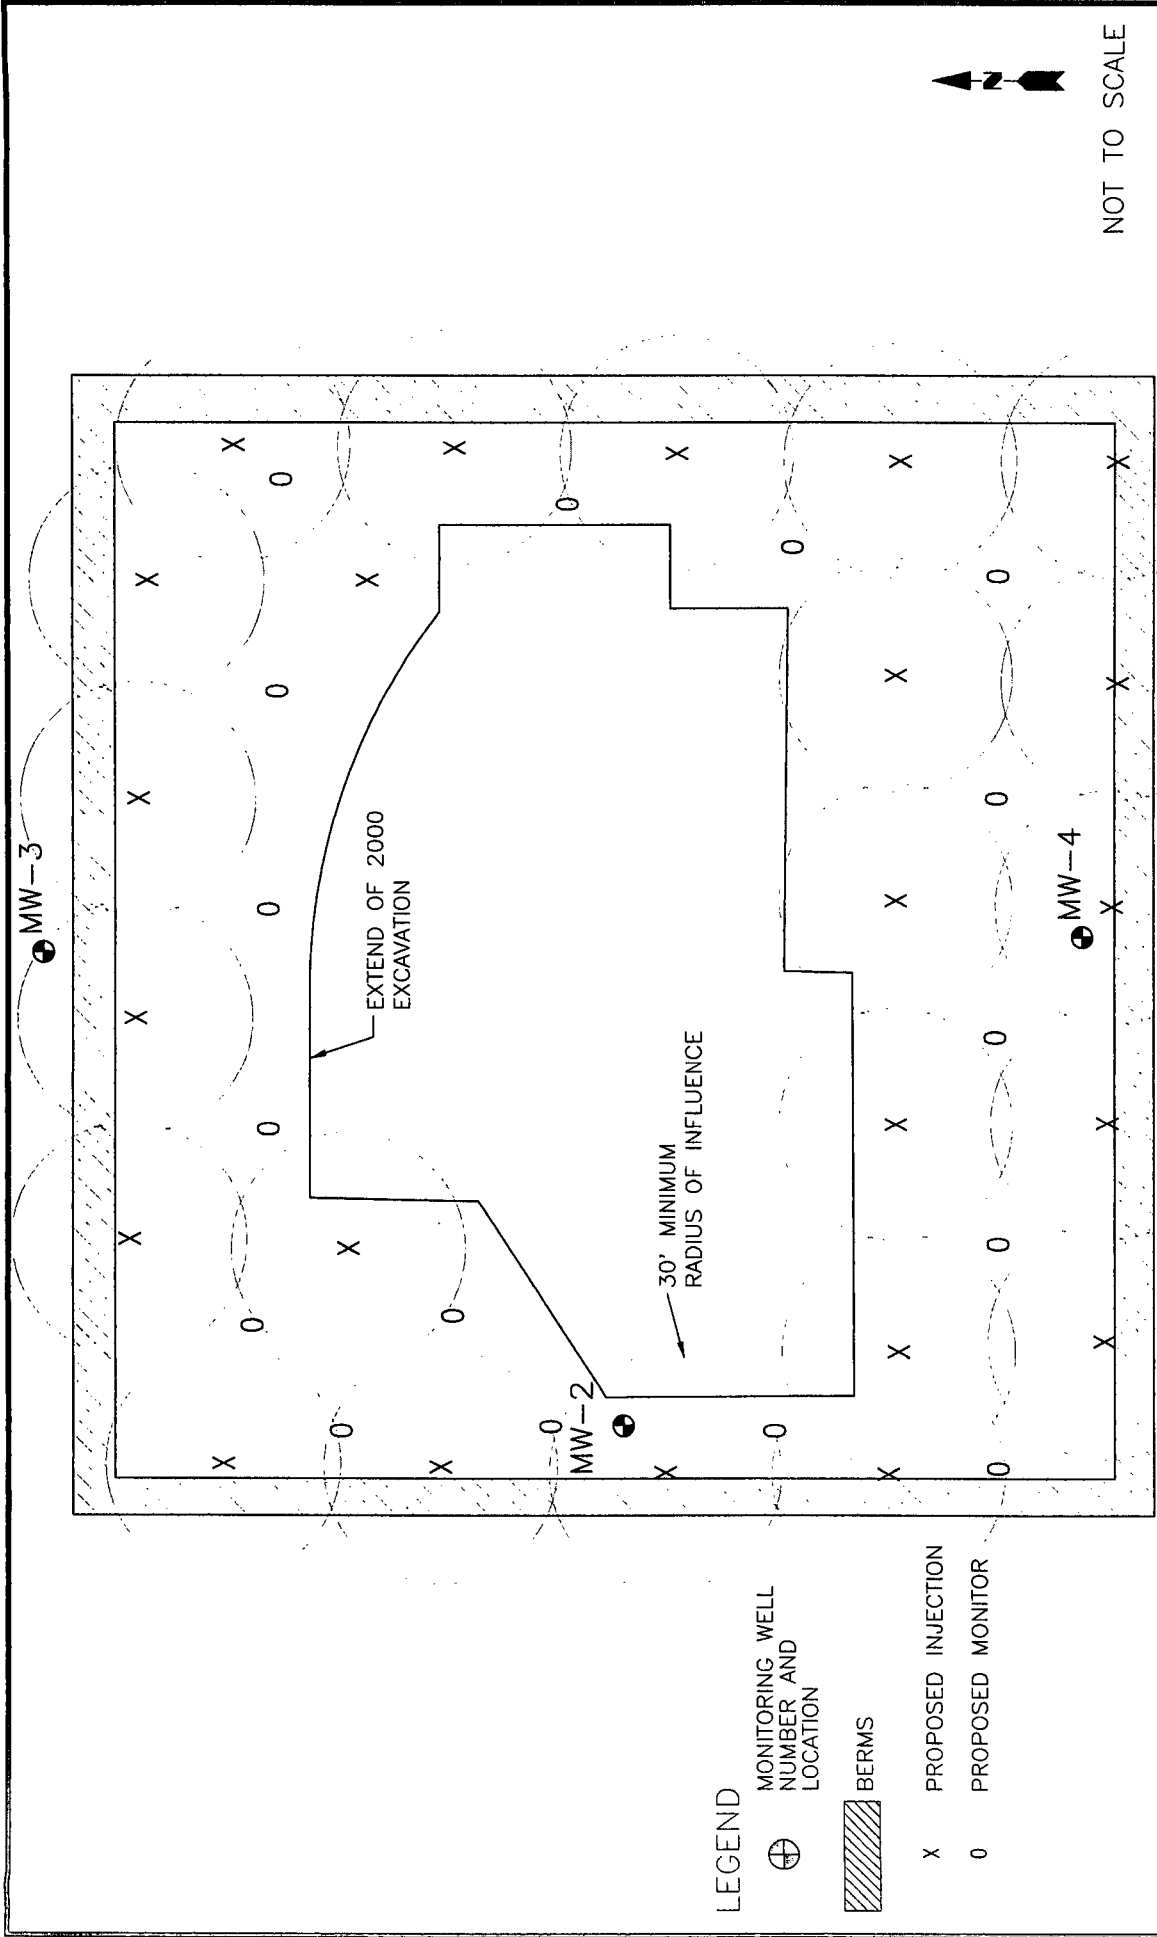 MW-3
EXTEND OF 2000
EXCAVATION
MW-2
30' MINIMUM
RADIUS OF INFLUENCE
MW-4
N
NOT TO SCALE
LEGEND
MONITORING WELL
NUMBER AND
LOCATION
BERMS
X PROPOSED INJECTION
0 PROPOSED MONITOR